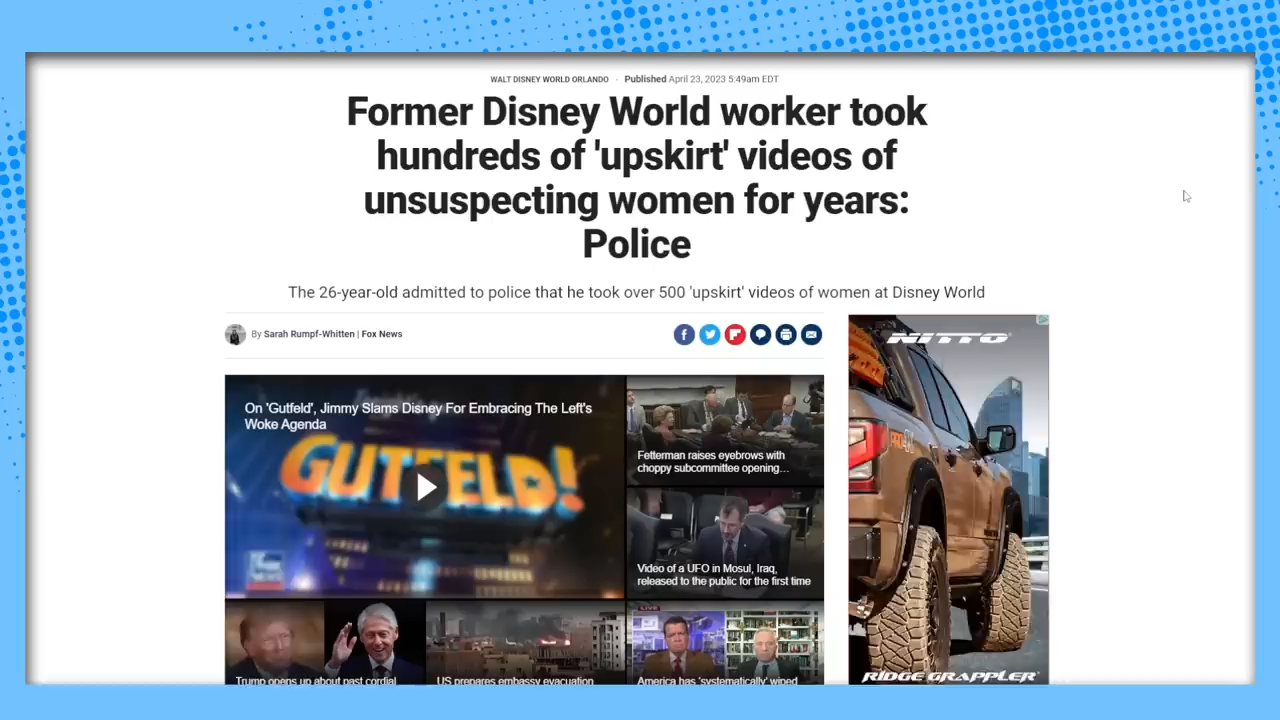 WALT DISNEY WORLD ORLANDO · Published April 23, 2023 5:49am EDT
Former Disney World worker took
hundreds of 'upskirt' videos of
unsuspecting women for years:
Police
The 26-year-old admitted to police that he took over 500 'upskirt' videos of women at Disney World
By Sarah Rumpf-Whitten | Fox News
On 'Gutfeld', Jimmy Slams Disney For Embracing The Left's
Woke Agenda
GUTFELD!
Fetterman raises eyebrows with
choppy subcommittee opening...
Video of a UFO in Mosul, Iraq,
released to the public for the first time
LIVE
Trump opens up about past cordial
US prepares embassy evacuation
America has 'systematically' wiped
NITTO
PRO4X
RIDGE GRAPPLER